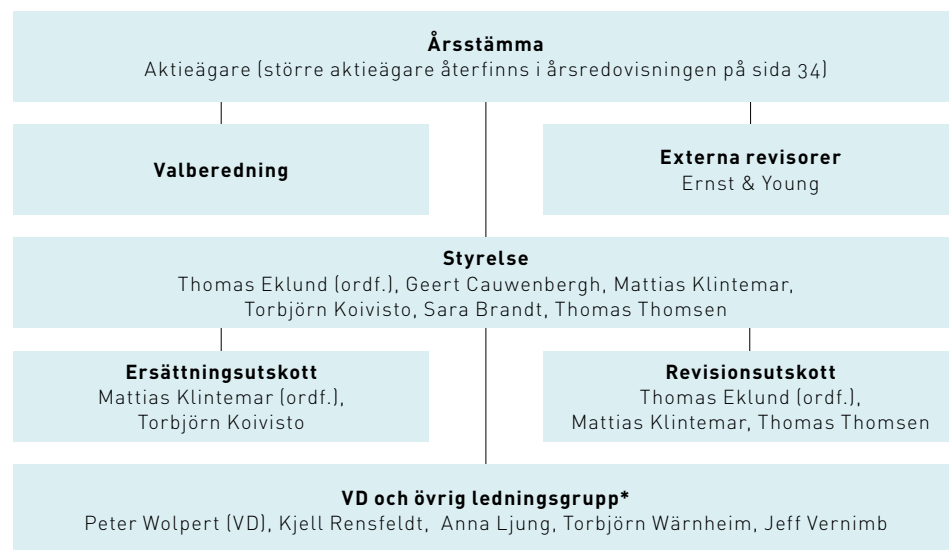 Årsstämma
Aktieägare (större aktieägare återfinns i årsredovisningen på sida 34)
Valberedning
Externa revisorer
Ernst & Young
Styrelse
Thomas Eklund (ordf.), Geert Cauwenbergh, Mattias Klintemar,
Torbjörn Koivisto, Sara Brandt, Thomas Thomsen
Ersättningsutskott
Mattias Klintemar (ordf.),
Torbjörn Koivisto
Revisionsutskott
Thomas Eklund (ordf.),
Mattias Klintemar, Thomas Thomsen
VD och övrig ledningsgrupp*
Peter Wolpert (VD), Kjell Rensfeldt, Anna Ljung, Torbjörn Wärnheim, Jeff Vernimb